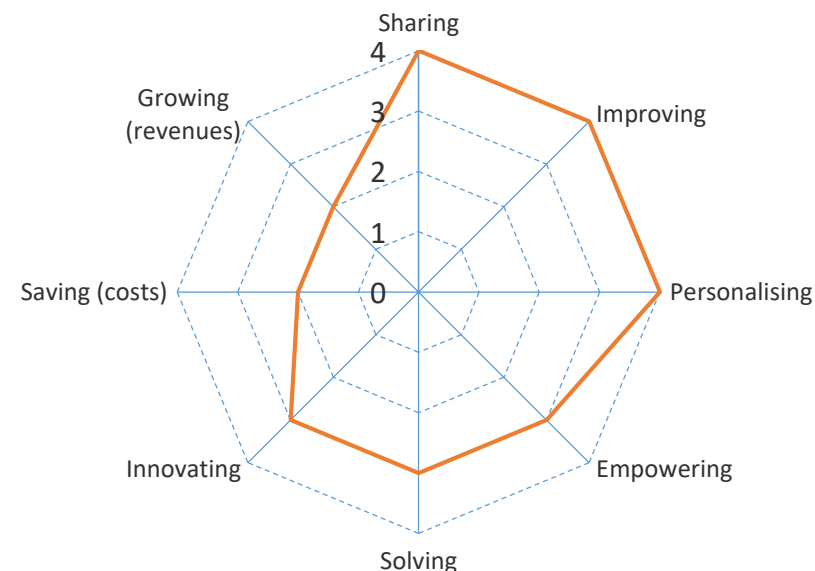 Sharing
4
Growing
(revenues)
3
Improving
2
1
Saving (costs)
0
Personalising
Innovating
Empowering
Solving